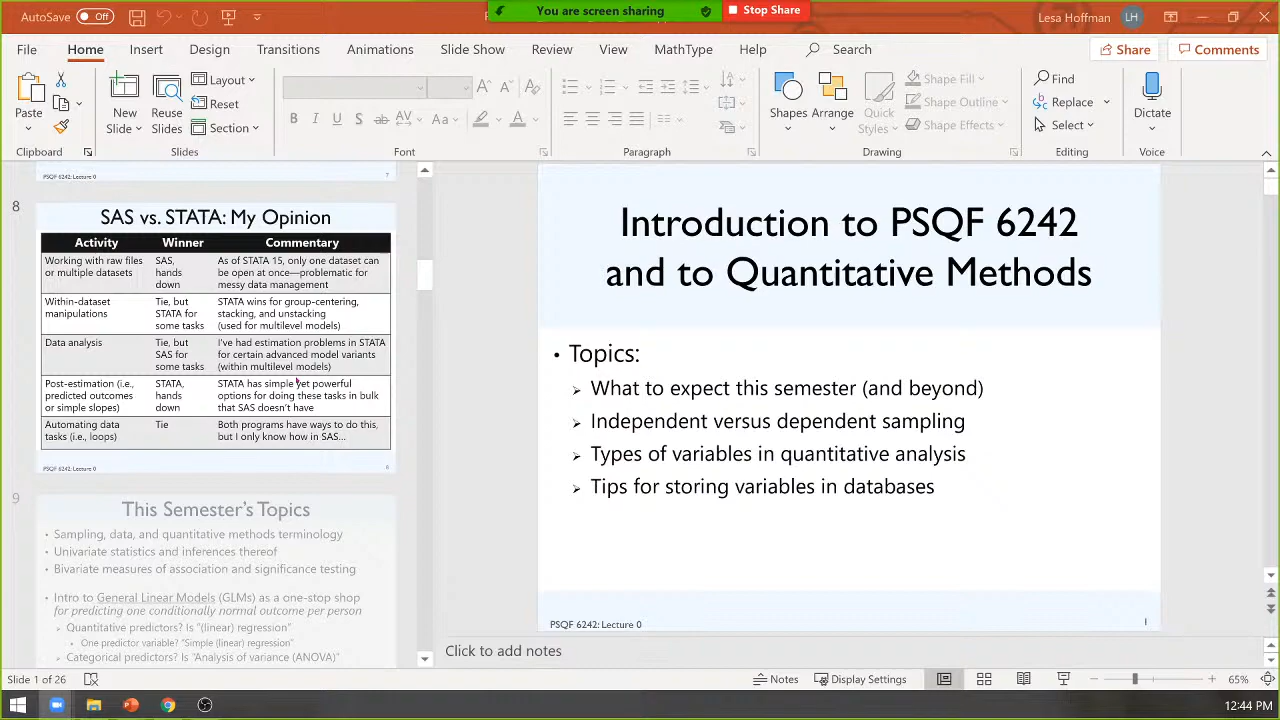 AutoSave Off
You are screen sharing
Stop Share
Lesa Hoffman LH
File Home Insert Design Transitions Animations Slide Show Review View MathType Help Search Share Comments
Paste
Clipboard
New Slide
Reuse Slides
Layout
Reset
Section
Slides
Font
Paragraph
Shapes
Arrange
Quick Styles
Shape Fill
Shape Outline
Shape Effects
Drawing
Find
Replace
Select
Editing
Dictate
Voice
PSQF 6242: Lecture 0 7
8
SAS vs. STATA: My Opinion
Activity Winner Commentary
Working with raw files or multiple datasets
SAS, hands down
As of STATA 15, only one dataset can be open at once—problematic for messy data management
Within-dataset manipulations
Tie, but STATA for some tasks
STATA wins for group-centering, stacking, and unstacking (used for multilevel models)
Data analysis
Tie, but SAS for some tasks
I've had estimation problems in STATA for certain advanced model variants (within multilevel models)
Post-estimation (i.e., predicted outcomes or simple slopes)
STATA, hands down
STATA has simple yet powerful options for doing these tasks in bulk that SAS doesn't have
Automating data tasks (i.e., loops)
Tie
Both programs have ways to do this, but I only know how in SAS...
PSQF 6242: Lecture 0 8
9
This Semester's Topics
• Sampling, data, and quantitative methods terminology
• Univariate statistics and inferences thereof
• Bivariate measures of association and significance testing
• Intro to General Linear Models (GLMs) as a one-stop shop
for predicting one conditionally normal outcome per person
➢ Quantitative predictors? Is "(linear) regression"
• One predictor variable? "Simple (linear) regression"
➢ Categorical predictors? Is "Analysis of variance (ANOVA)"
Introduction to PSQF 6242
and to Quantitative Methods
• Topics:
➢ What to expect this semester (and beyond)
➢ Independent versus dependent sampling
➢ Types of variables in quantitative analysis
➢ Tips for storing variables in databases
PSQF 6242: Lecture 0 1
Click to add notes
Slide 1 of 26
Notes
Display Settings
65%
12:44 PM